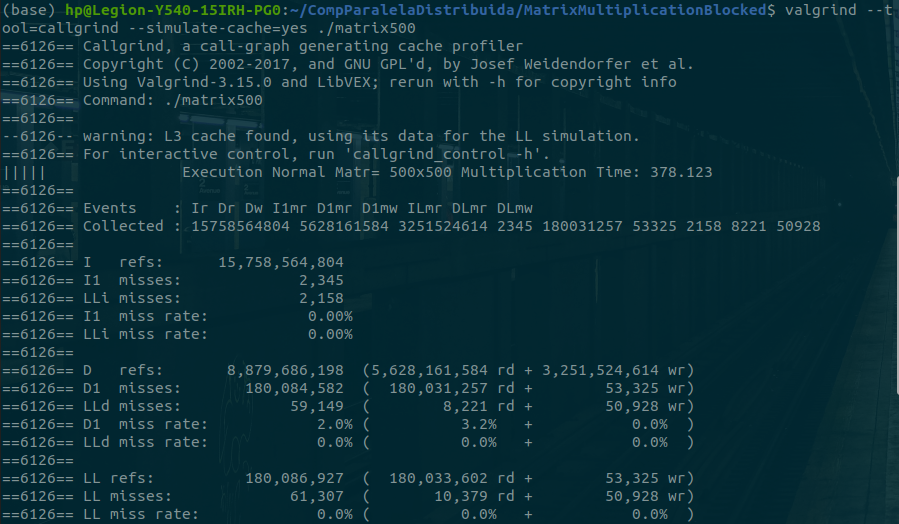 (base) hp@Legion-Y540-15IRH-PG0:~/CompParalelaDistribuida/MatrixMultiplicationBlocked$ valgrind --t
ool=callgrind --simulate-cache=yes ./matrix500
==6126== Callgrind, a call-graph generating cache profiler
==6126== Copyright (C) 2002-2017, and GNU GPL'd, by Josef Weidendorfer et al.
==6126== Using Valgrind-3.15.0 and LibVEX; rerun with -h for copyright info
==6126== Command: ./matrix500
==6126==
--6126-- warning: L3 cache found, using its data for the LL simulation.
==6126== For interactive control, run 'callgrind_control -h'.
|||||               Execution Normal Matr= 500x500 Multiplication Time: 378.123
==6126==
==6126== Events    : Ir Dr Dw I1mr D1mr D1mw ILmr DLmr DLmw
==6126== Collected : 15758564804 5628161584 3251524614 2345 180031257 53325 2158 8221 50928
==6126==
==6126== I   refs:      15,758,564,804
==6126== I1  misses:             2,345
==6126== LLi misses:             2,158
==6126== I1  miss rate:           0.00%
==6126== LLi miss rate:           0.00%
==6126==
==6126== D   refs:       8,879,686,198  (5,628,161,584 rd + 3,251,524,614 wr)
==6126== D1  misses:       180,084,582  (  180,031,257 rd +        53,325 wr)
==6126== LLd misses:            59,149  (        8,221 rd +        50,928 wr)
==6126== D1  miss rate:            2.0% (          3.2%   +           0.0%  )
==6126== LLd miss rate:            0.0% (          0.0%   +           0.0%  )
==6126==
==6126== LL refs:          180,086,927  (  180,033,602 rd +        53,325 wr)
==6126== LL misses:             61,307  (       10,379 rd +        50,928 wr)
==6126== LL miss rate:             0.0% (          0.0%   +           0.0%  )